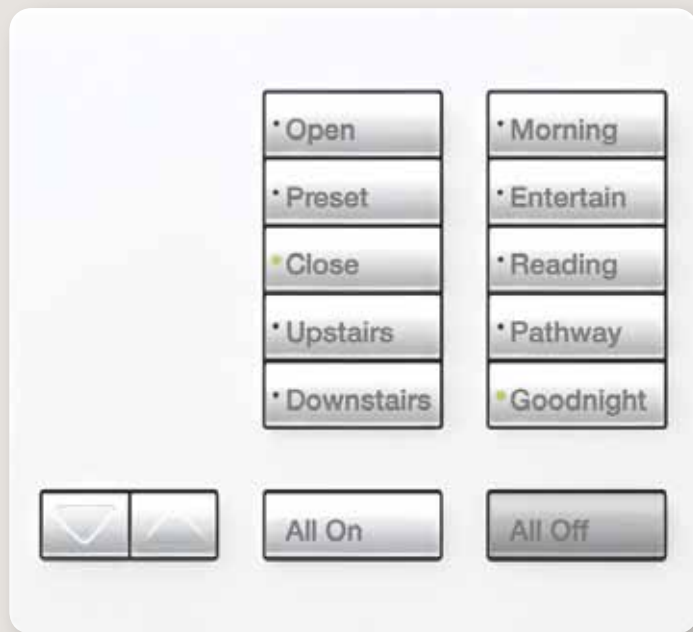 Open
Preset
Close
Upstairs
Downstairs
Morning
Entertain
Reading
Pathway
Goodnight
All On
All Off